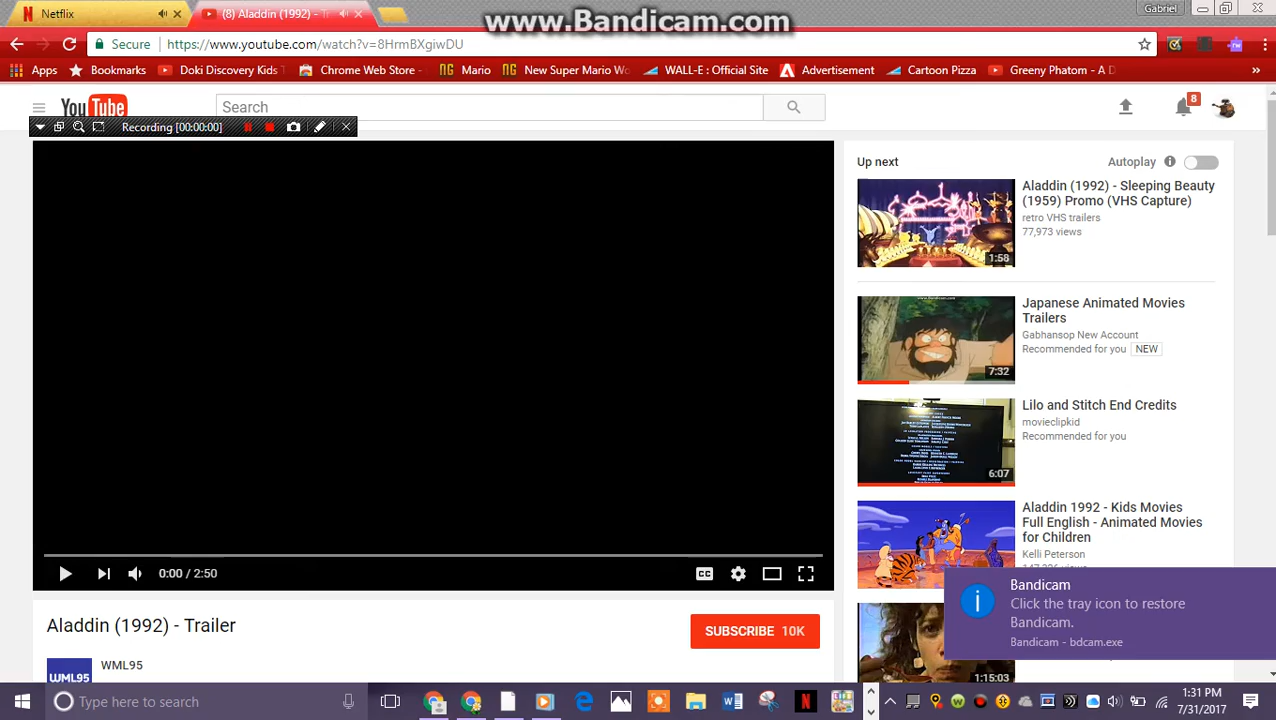 Netflix
(8) Aladdin (1992) - T
www.Bandicam.com
Gabriel
Secure
https://www.youtube.com/watch?v=8HrmBXgiwDU
Apps
Bookmarks
Doki Discovery Kids
Chrome Web Store -
Mario
New Super Mario Wo
WALL-E : Official Site
Advertisement
Cartoon Pizza
Greeny Phatom - A D
»
YouTube
Search
8
Recording [00:00:00]
Up next
Autoplay
Aladdin (1992) - Sleeping Beauty
(1959) Promo (VHS Capture)
retro VHS trailers
77,973 views
1:58
Japanese Animated Movies
Trailers
Gabhansop New Account
Recommended for you NEW
7:32
Lilo and Stitch End Credits
movieclipkid
Recommended for you
6:07
Aladdin 1992 - Kids Movies
Full English - Animated Movies
for Children
Kelli Peterson
0:00 / 2:50
CC
Bandicam
Click the tray icon to restore
Bandicam.
Bandicam - bdcam.exe
Aladdin (1992) - Trailer
SUBSCRIBE 10K
WML95
WML95
1:15:03
Type here to search
1:31 PM
7/31/2017